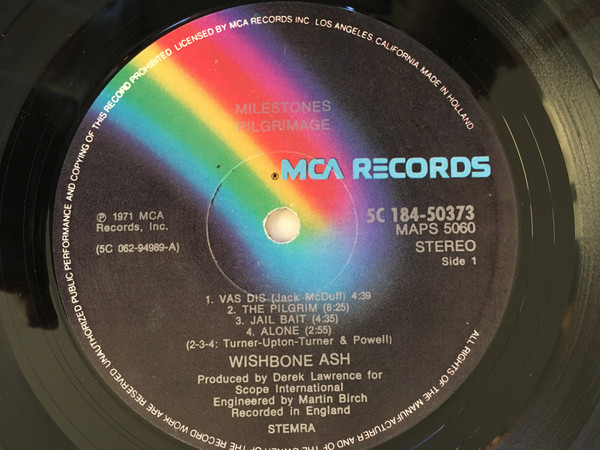 UNAUTHORIZED PUBLIC PERFORMANCE AND COPYING OF THIS RECORD PROHIBITED LICENSED BY MCA RECORDS INC LOS ANGELES, CALIFORNIA MADE IN HOLLAND
MILESTONES
PILGRIMAGE
® MCA RECORDS
℗ 1971 MCA
Records, Inc.
(5C 062-94989-A)
5C 184-50373
MAPS 5060
STEREO
Side 1
1. VAS DIS (Jack McDuff) 4:39
2. THE PILGRIM (8:25)
3. JAIL BAIT (4:35)
4. ALONE (2:55)
(2-3-4: Turner-Upton-Turner & Powell)
WISHBONE ASH
Produced by Derek Lawrence for
Scope International
Engineered by Martin Birch
Recorded in England
STEMRA
ALL RIGHTS OF THE MANUFACTURER AND OF THE OWNER OF THE RECORD WORK ARE RESERVED